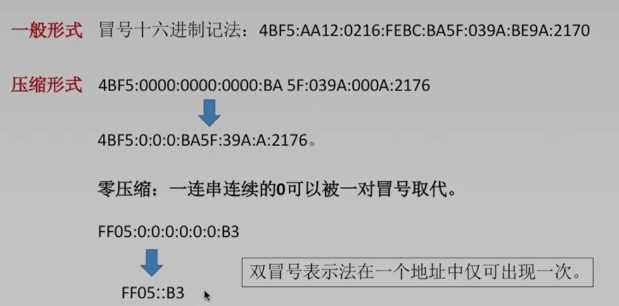 一般形式 冒号十六进制记法：4BF5:AA12:0216:FEBC:BA5F:039A:BE9A:2170
压缩形式 4BF5:0000:0000:0000:BA 5F:039A:000A:2176
4BF5:0:0:0:BA5F:39A:A:2176。
零压缩：一连串连续的0可以被一对冒号取代。
FF05:0:0:0:0:0:0:B3
双冒号表示法在一个地址中仅可出现一次。
FF05::B3